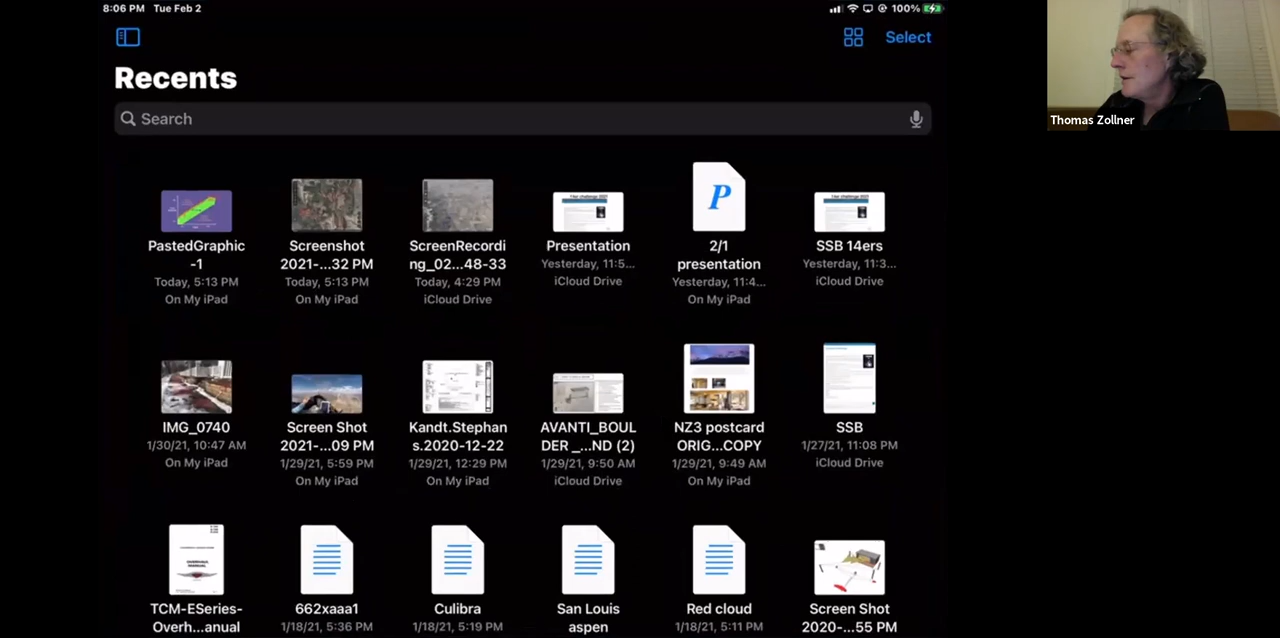 8:06 PM Tue Feb 2
100%
Select
Recents
Search
Thomas Zollner
PastedGraphic
-1
Today, 5:13 PM
On My iPad
Screenshot
2021-...32 PM
Today, 5:13 PM
On My iPad
ScreenRecordi
ng_02...48-33
Today, 4:29 PM
iCloud Drive
Presentation
Yesterday, 11:5...
iCloud Drive
P
2/1
presentation
Yesterday, 11:4...
On My iPad
SSB 14ers
Yesterday, 11:3...
iCloud Drive
IMG_0740
1/30/21, 10:47 AM
On My iPad
Screen Shot
2021-...09 PM
1/29/21, 5:59 PM
On My iPad
Kandt.Stephan
s.2020-12-22
1/29/21, 12:29 PM
On My iPad
AVANTI_BOUL
DER _...ND (2)
1/29/21, 9:50 AM
iCloud Drive
NZ3 postcard
ORIG...COPY
1/29/21, 9:49 AM
On My iPad
SSB
1/27/21, 11:08 PM
iCloud Drive
TCM-ESeries-
Overh...anual
662xaaa1
1/18/21, 5:36 PM
Culibra
1/18/21, 5:19 PM
San Louis
aspen
Red cloud
1/18/21, 5:11 PM
Screen Shot
2020-...55 PM